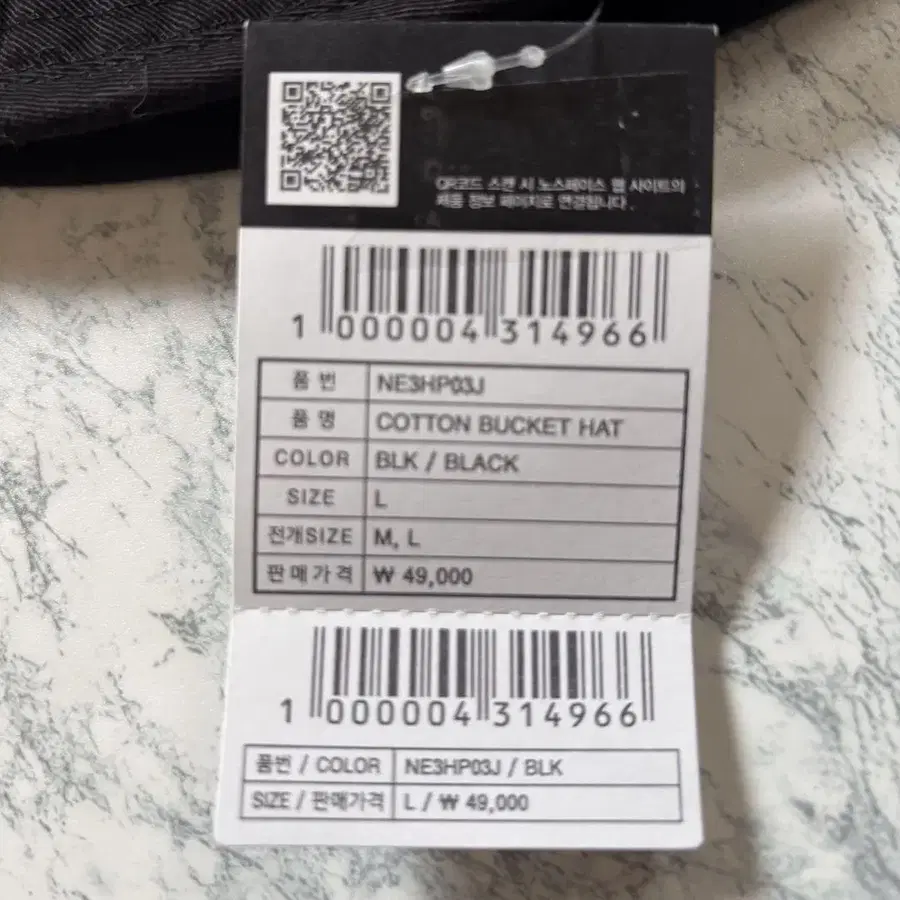 QR코드 스캔 시 노스페이스 웹 사이트의
제품 정보 페이지로 연결됩니다.
1 000004 314966
품 번 NE3HP03J
품 명 COTTON BUCKET HAT
COLOR BLK / BLACK
SIZE L
전개SIZE M, L
판매가격 ₩ 49,000
1 000004 314966
품번 / COLOR NE3HP03J / BLK
SIZE / 판매가격 L / ₩ 49,000